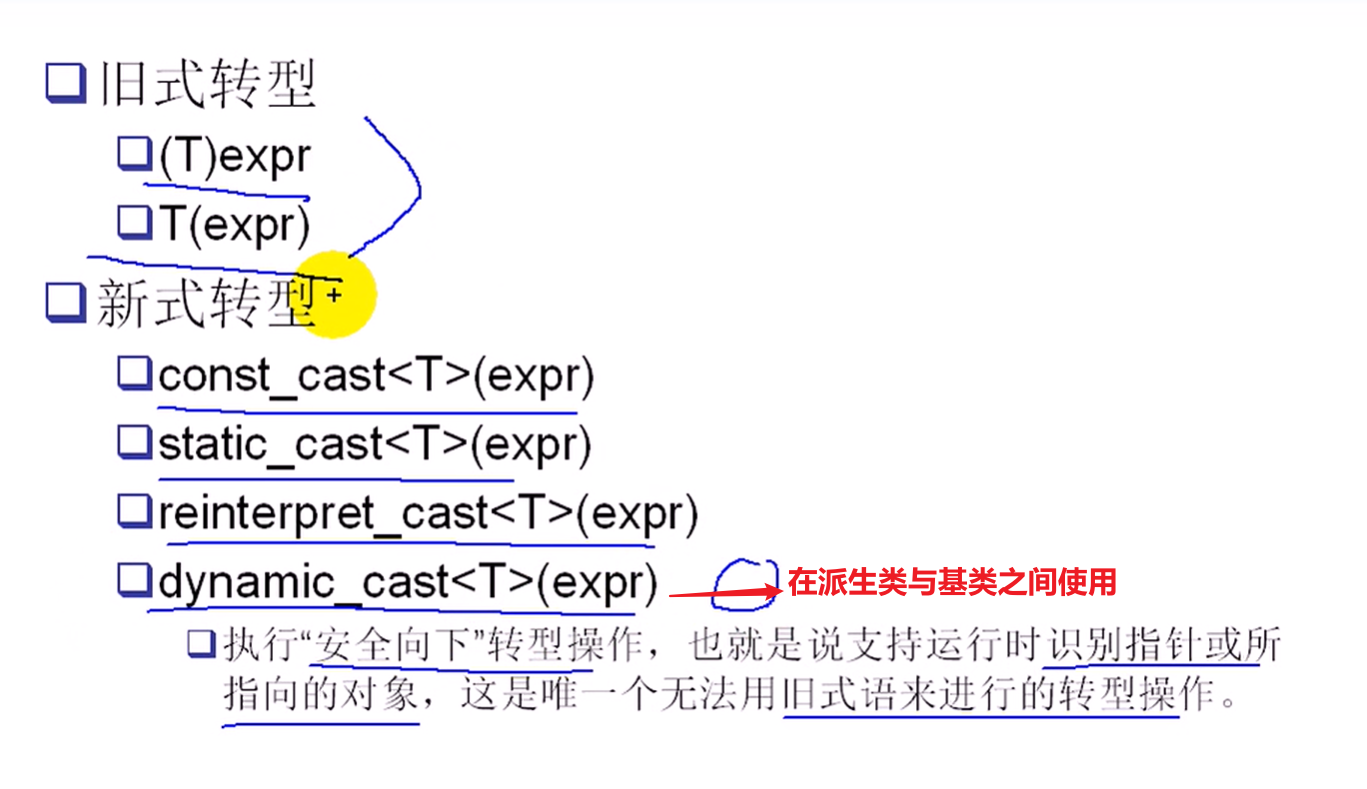 旧式转型
(T)expr
T(expr)
新式转型
const_cast<T>(expr)
static_cast<T>(expr)
reinterpret_cast<T>(expr)
dynamic_cast<T>(expr) 在派生类与基类之间使用
执行“安全向下”转型操作，也就是说支持运行时识别指针或所
指向的对象，这是唯一个无法用旧式语来进行的转型操作。